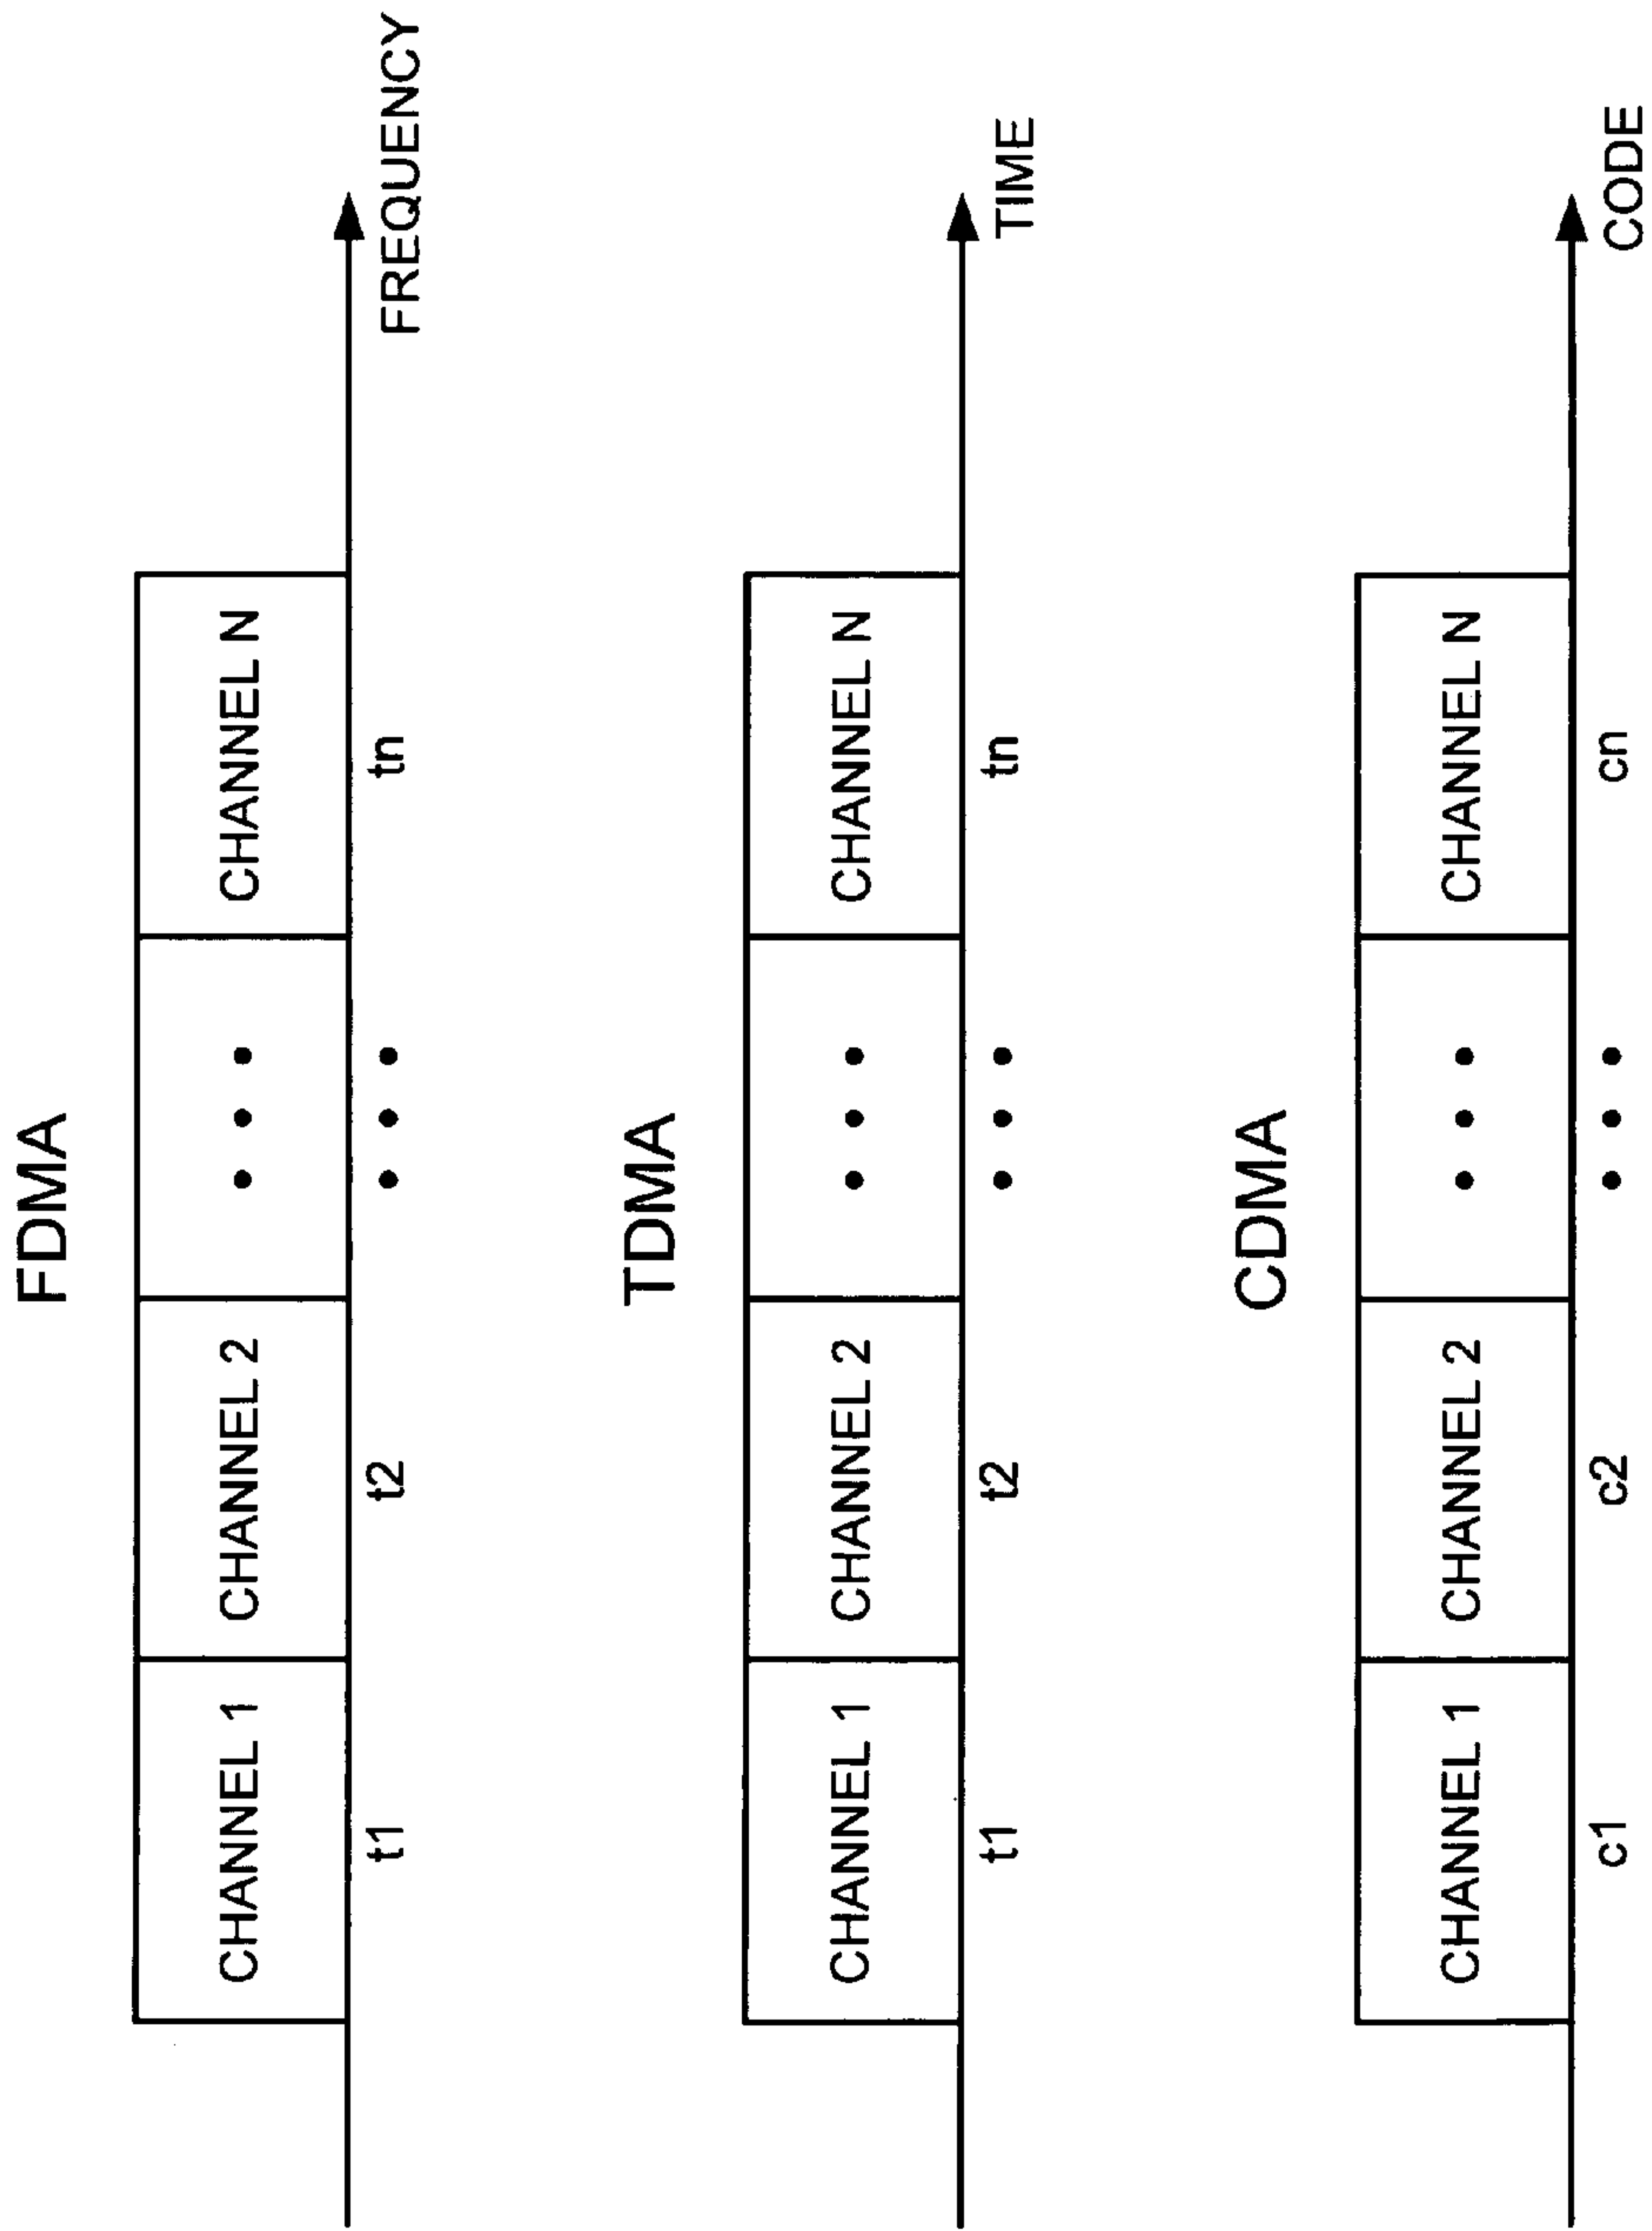 FDMA
CHANNEL 1 CHANNEL 2 • • • CHANNEL N
t1 t2 • • • tn
FREQUENCY
TDMA
CHANNEL 1 CHANNEL 2 • • • CHANNEL N
t1 t2 • • • tn
TIME
CDMA
CHANNEL 1 CHANNEL 2 • • • CHANNEL N
c1 c2 • • • cn
CODE